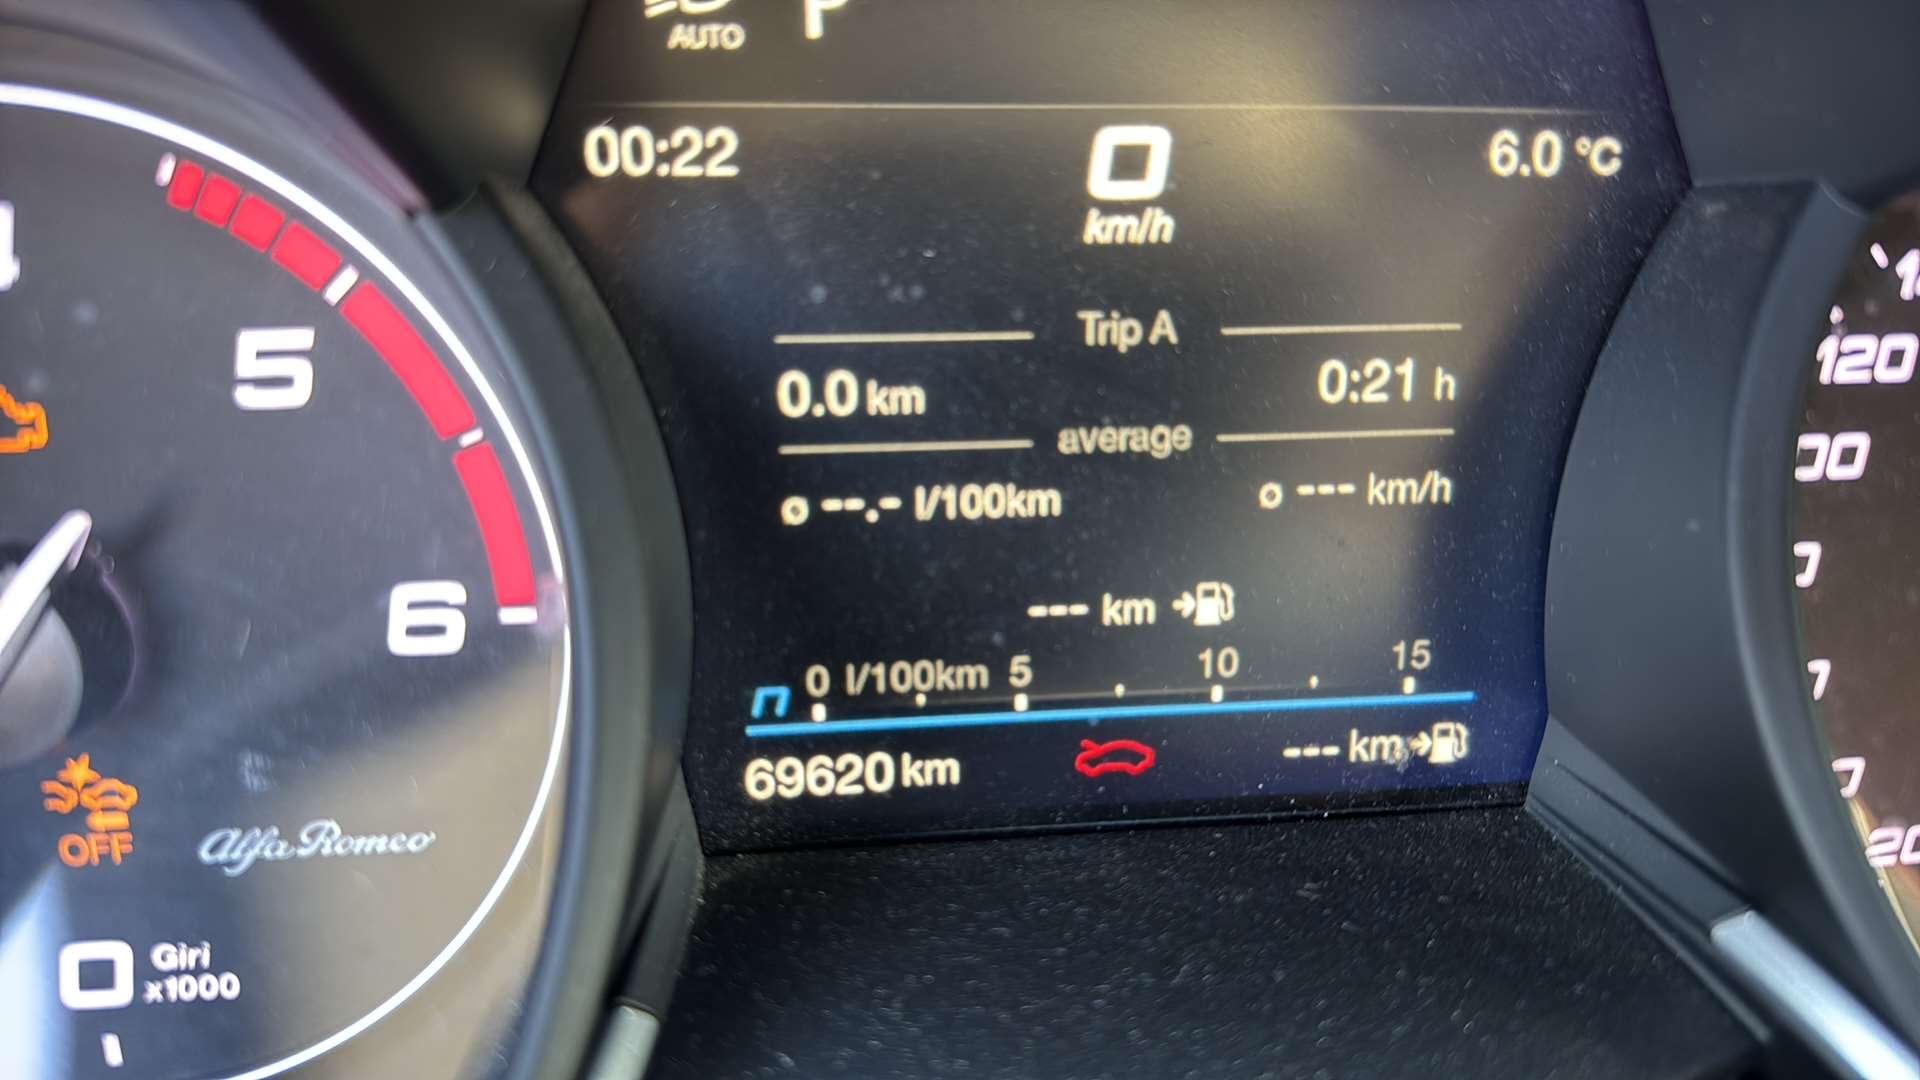 AUTO P
00:22
0
km/h
6.0 °C
Trip A
0.0 km
0:21 h
average
ø --.- l/100km
ø --- km/h
--- km
0 l/100km 5 10 15
69620 km
--- km
4
5
6
OFF
Alfa Romeo
0 Giri
x1000
120